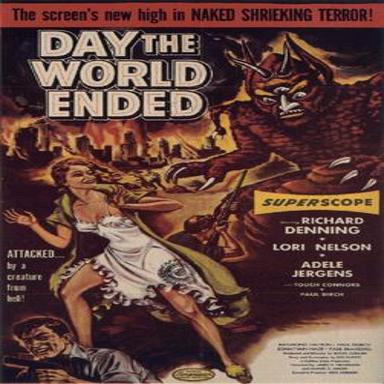 The screen's new high in NAKED SHRIEKING TERROR!
DAY THE
WORLD
ENDED
SUPERSCOPE
RICHARD
DENNING
LORI NELSON
ADELE
JERGENS
TOUCH CONNORS
PAUL BIRCH
ATTACKED...
by a
creature
from
hell!